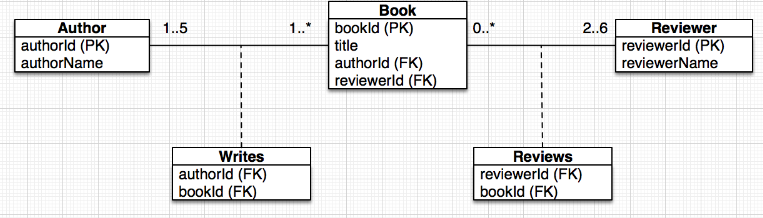 Author
authorId (PK)
authorName
1..5
1..*
Book
bookId (PK)
title
authorId (FK)
reviewerId (FK)
0..*
2..6
Reviewer
reviewerId (PK)
reviewerName
Writes
authorId (FK)
bookId (FK)
Reviews
reviewerId (FK)
bookId (FK)